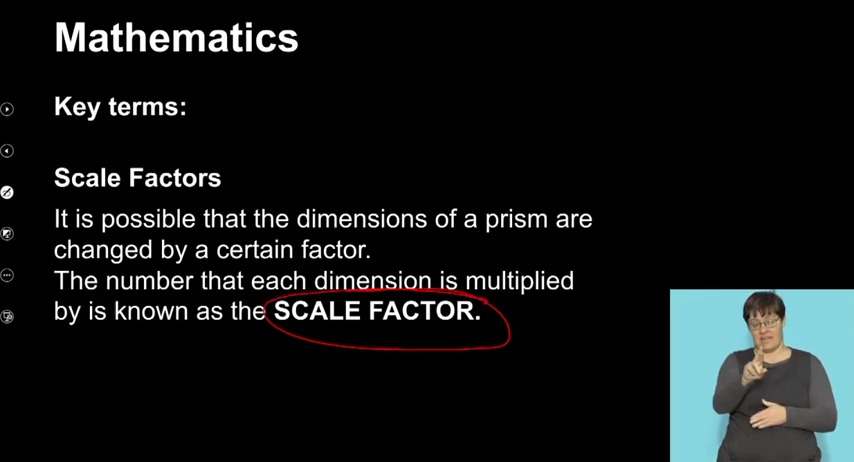 Mathematics
Key terms:
Scale Factors
It is possible that the dimensions of a prism are
changed by a certain factor.
The number that each dimension is multiplied
by is known as the SCALE FACTOR.